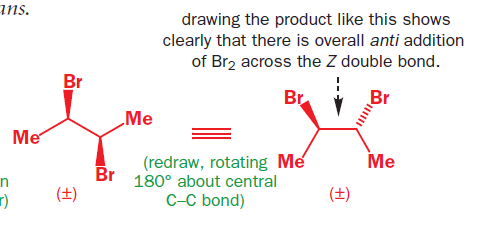 ans.
drawing the product like this shows
clearly that there is overall anti addition
of Br2 across the Z double bond.
Br
Me
Me
Br
(±)
(redraw, rotating
180° about central
C–C bond)
Br
Br
Me
Me
(±)
n
r)